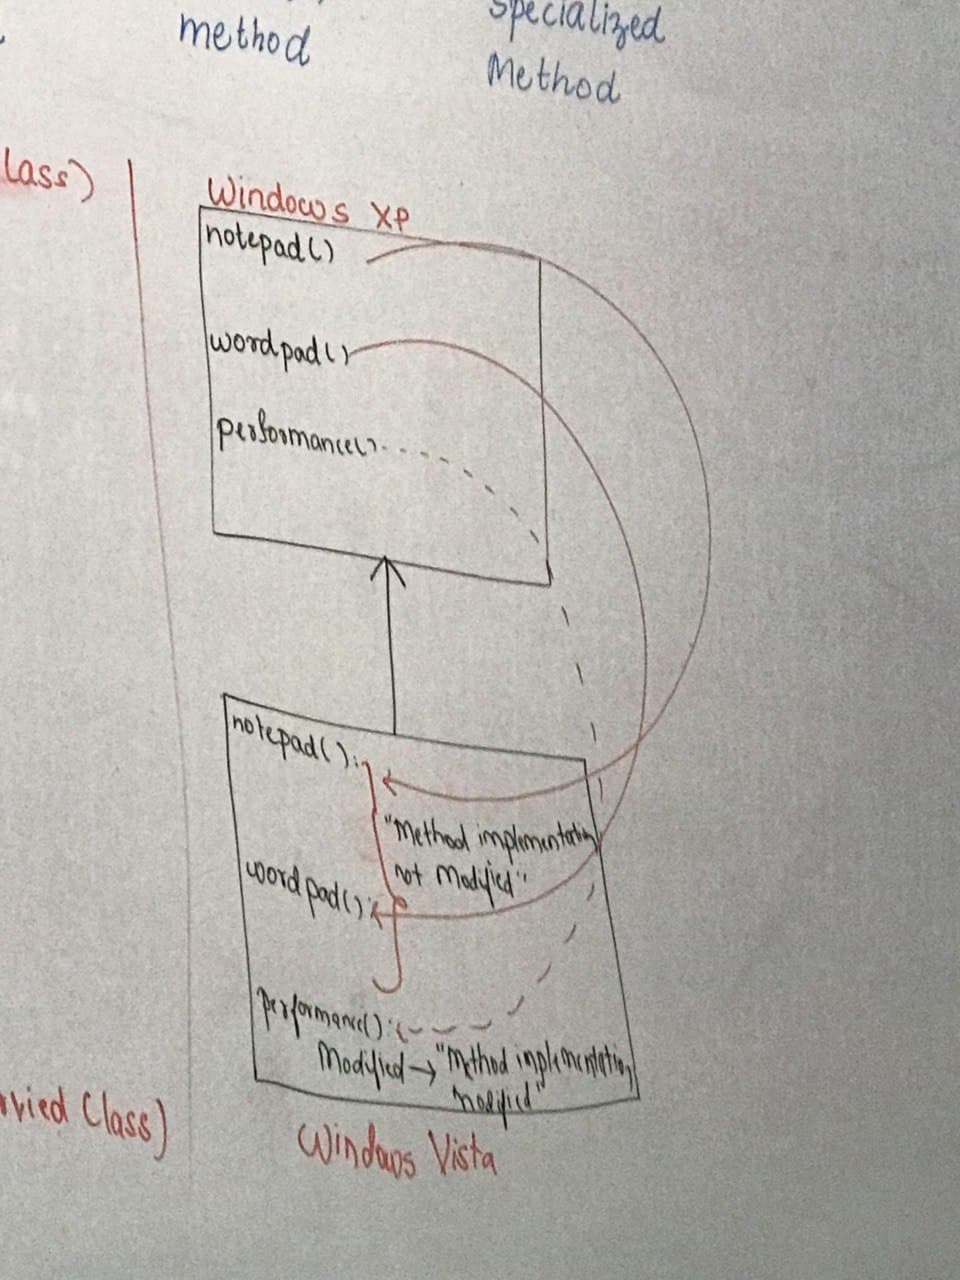 method
specialized
Method
lass)
Windows XP
notepad()
wordpad()
performance()
notepad():
"Method implementation
not Modified"
wordpad():
performance():
Modified → "Method implementation
modified"
rvied Class)
Windows Vista